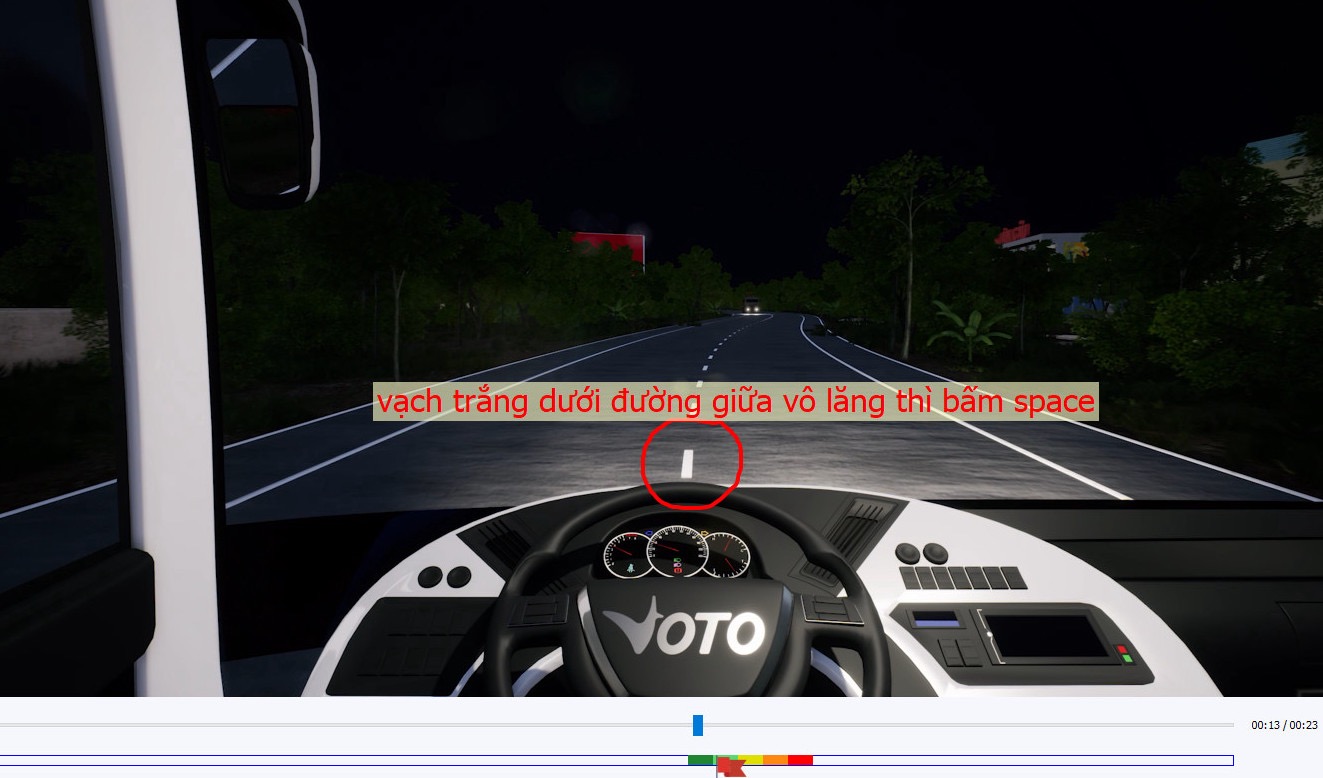 vạch trắng dưới đường giữa vô lăng thì bấm space
VOTO
00:13 / 00:23